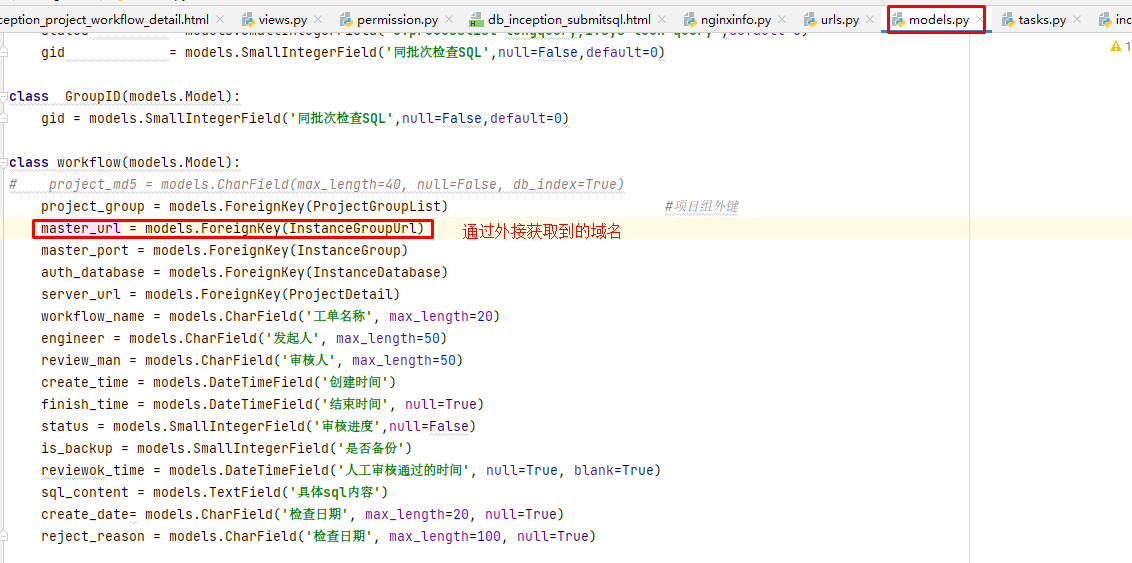 ception_project_workflow_detail.html views.py permission.py db_inception_submitsql.html nginxinfo.py urls.py models.py tasks.py inc
gid = models.SmallIntegerField('同批次检查SQL',null=False,default=0)
1
class GroupID(models.Model):
gid = models.SmallIntegerField('同批次检查SQL',null=False,default=0)
class workflow(models.Model):
# project_md5 = models.CharField(max_length=40, null=False, db_index=True)
project_group = models.ForeignKey(ProjectGroupList) #项目组外键
master_url = models.ForeignKey(InstanceGroupUrl) 通过外接获取到的域名
master_port = models.ForeignKey(InstanceGroup)
auth_database = models.ForeignKey(InstanceDatabase)
server_url = models.ForeignKey(ProjectDetail)
workflow_name = models.CharField('工单名称', max_length=20)
engineer = models.CharField('发起人', max_length=50)
review_man = models.CharField('审核人', max_length=50)
create_time = models.DateTimeField('创建时间')
finish_time = models.DateTimeField('结束时间', null=True)
status = models.SmallIntegerField('审核进度',null=False)
is_backup = models.SmallIntegerField('是否备份')
reviewok_time = models.DateTimeField('人工审核通过的时间', null=True, blank=True)
sql_content = models.TextField('具体sql内容')
create_date= models.CharField('检查日期', max_length=20, null=True)
reject_reason = models.CharField('检查日期', max_length=100, null=True)